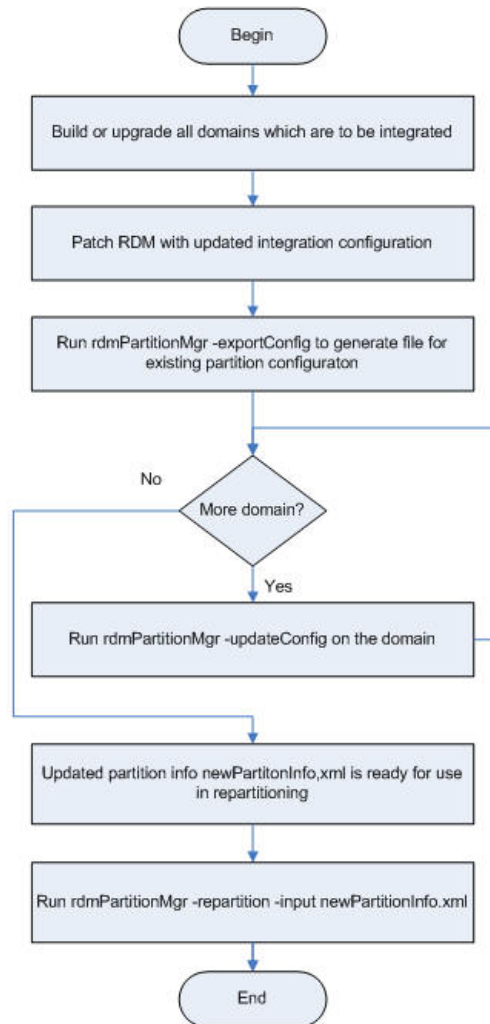 Begin
Build or upgrade all domains which are to be integrated
Patch RDM with updated integration configuration
Run rdmPartitionMgr -exportConfig to generate file for
existing partition configuraton
No
More domain?
Yes
Run rdmPartitionMgr -updateConfig on the domain
Updated partition info newPartitonInfo,xml is ready for use
in repartitioning
Run rdmPartitionMgr -repartition -input newPartitionInfo.xml
End